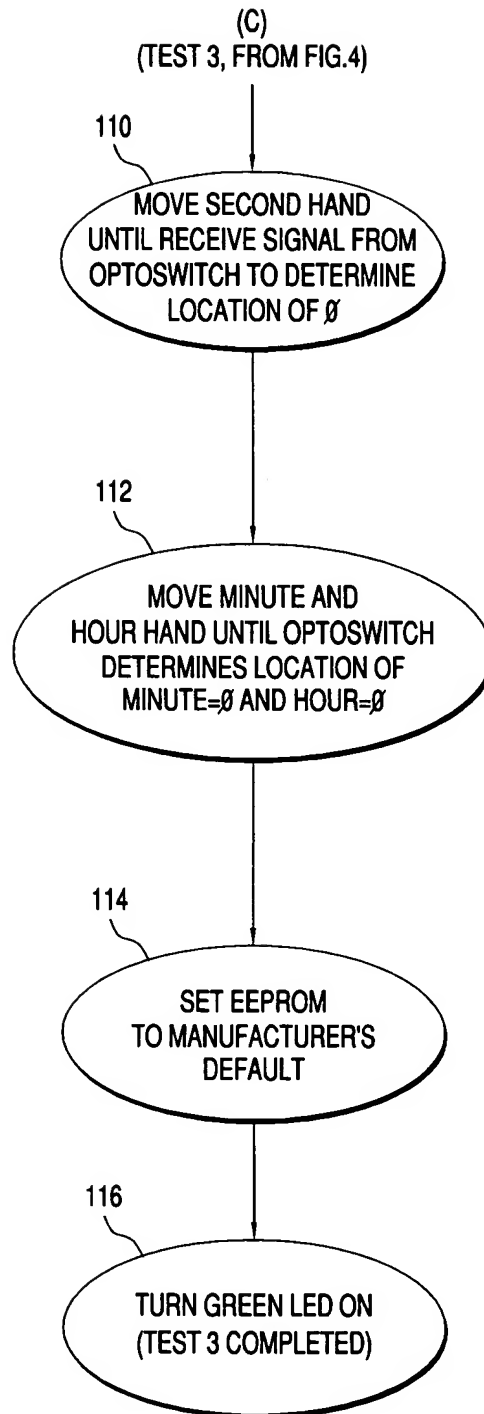 (C)
(TEST 3, FROM FIG.4)
110
MOVE SECOND HAND
UNTIL RECEIVE SIGNAL FROM
OPTOSWITCH TO DETERMINE
LOCATION OF Ø
112
MOVE MINUTE AND
HOUR HAND UNTIL OPTOSWITCH
DETERMINES LOCATION OF
MINUTE=Ø AND HOUR=Ø
114
SET EEPROM
TO MANUFACTURER'S
DEFAULT
116
TURN GREEN LED ON
(TEST 3 COMPLETED)